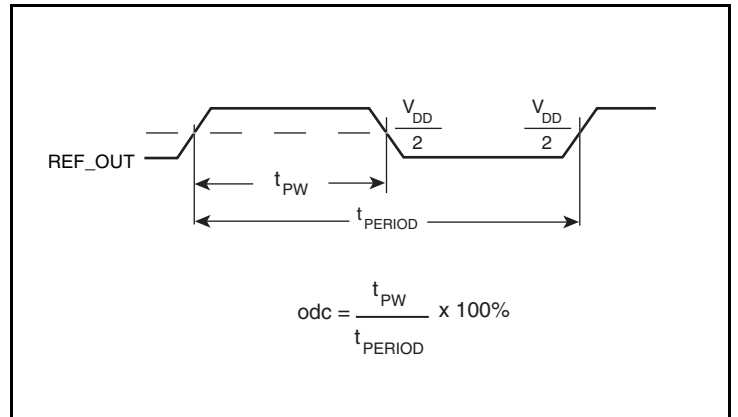 V_DD / 2 V_DD / 2
REF_OUT
t_PW
t_PERIOD
odc = t_PW / t_PERIOD x 100%